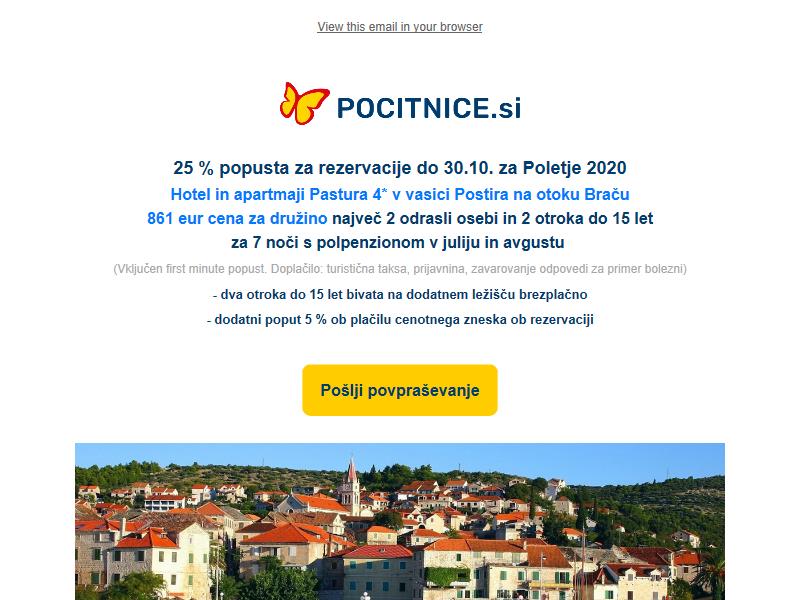 View this email in your browser
POCITNICE.si
25 % popusta za rezervacije do 30.10. za Poletje 2020
Hotel in apartmaji Pastura 4* v vasici Postira na otoku Braču
861 eur cena za družino največ 2 odrasli osebi in 2 otroka do 15 let
za 7 noči s polpenzionom v juliju in avgustu
(Vključen first minute popust. Doplačilo: turistična taksa, prijavnina, zavarovanje odpovedi za primer bolezni)
- dva otroka do 15 let bivata na dodatnem ležišču brezplačno
- dodatni poput 5 % ob plačilu cenotnega zneska ob rezervaciji
Pošlji povpraševanje